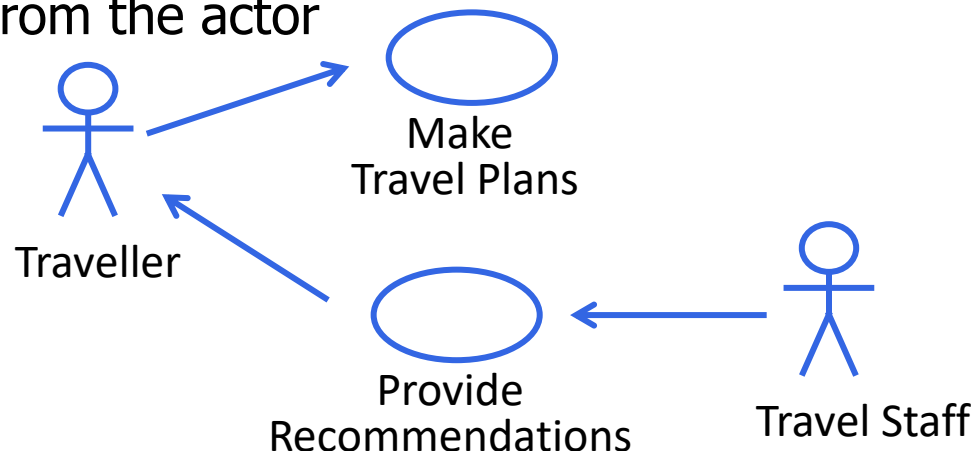 rom the actor
Make
Travel Plans
Traveller
Provide
Recommendations
Travel Staff